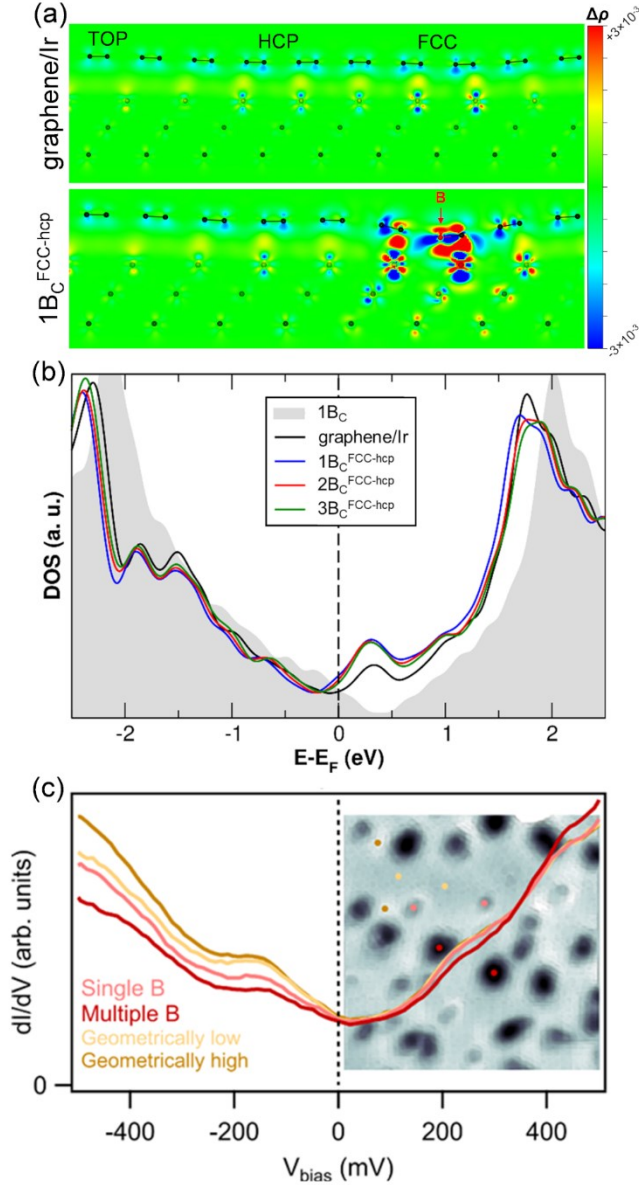 (a)
TOP HCP FCC
graphene/Ir
Δρ
+3×10⁻³
1B_C^FCC-hcp
B
-3×10⁻³
(b)
1B_C
graphene/Ir
1B_C^FCC-hcp
2B_C^FCC-hcp
3B_C^FCC-hcp
DOS (a. u.)
-2 -1 0 1 2
E-E_F (eV)
(c)
dI/dV (arb. units)
Single B
Multiple B
Geometrically low
Geometrically high
0
-400 -200 0 200 400
V_bias (mV)